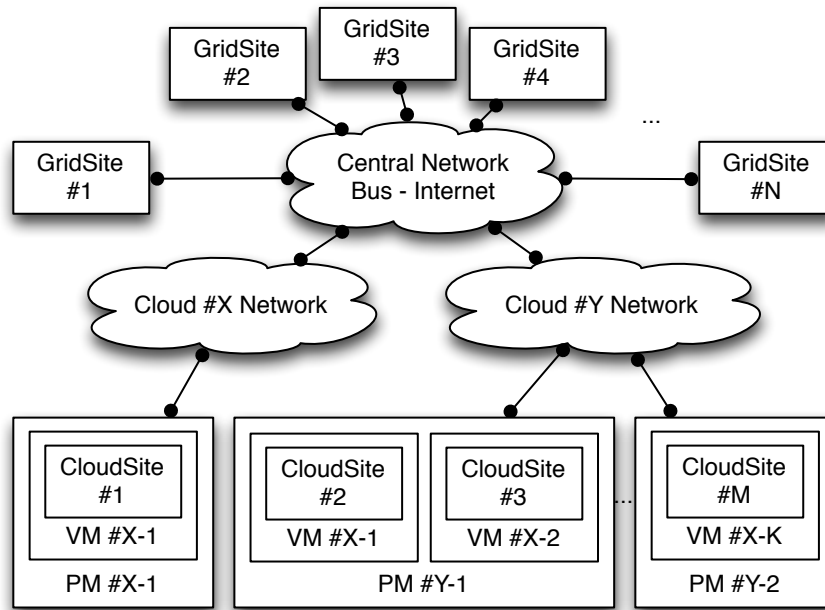 GridSite
#3
GridSite
#2
GridSite
#4
...
GridSite
#1
Central Network
Bus - Internet
GridSite
#N
Cloud #X Network
Cloud #Y Network
CloudSite
#1
VM #X-1
PM #X-1
CloudSite
#2
VM #X-1
CloudSite
#3
VM #X-2
PM #Y-1
...
CloudSite
#M
VM #X-K
PM #Y-2